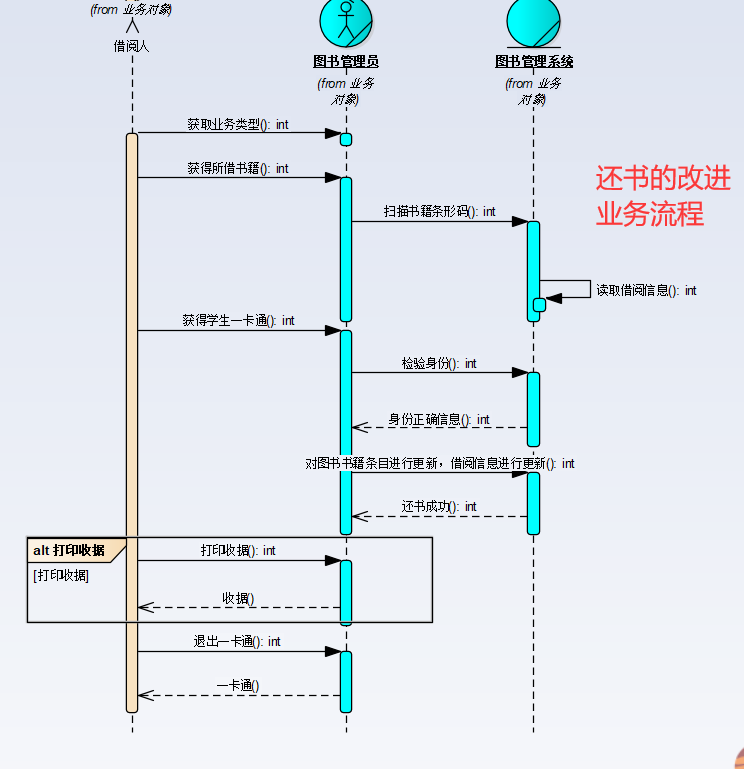 (from 业务对象)
借阅人
图书管理员
(from 业务
对象)
图书管理系统
(from 业务
对象)
获取业务类型(): int
获得所借书籍(): int
还书的改进
业务流程
扫描书籍条形码(): int
读取借阅信息(): int
获得学生一卡通(): int
检验身份(): int
身份正确信息(): int
对图书书籍条目进行更新，借阅信息进行更新(): int
还书成功(): int
alt 打印收据
打印收据(): int
[打印收据]
收据()
退出一卡通(): int
一卡通()